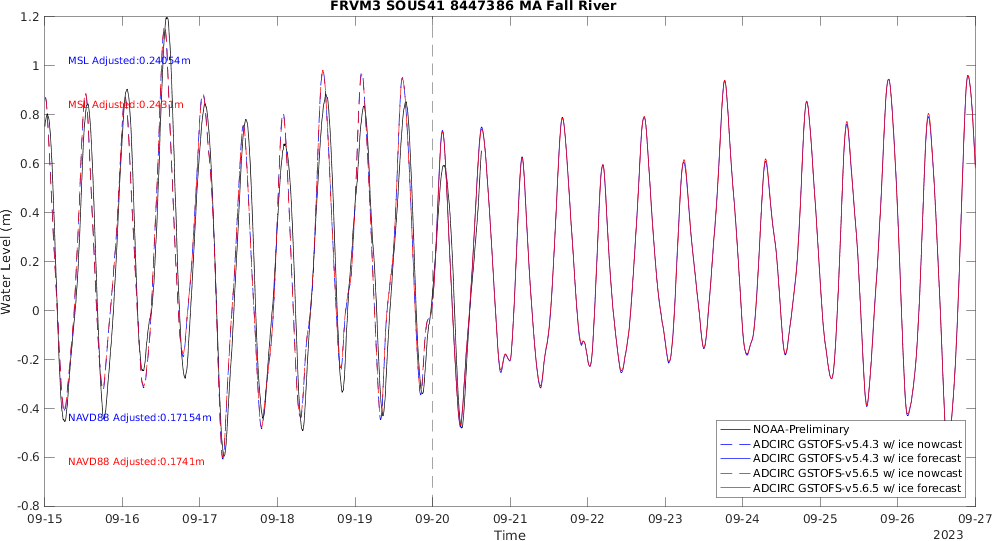 FRVM3 SOUS41 8447386 MA Fall River
1.2
1
0.8
0.6
0.4
0.2
0
-0.2
-0.4
-0.6
-0.8
Water Level (m)
MSL Adjusted:0.24054m
MSL Adjusted:0.2431m
NAVD88 Adjusted:0.17154m
NAVD88 Adjusted:0.1741m
NOAA-Preliminary
ADCIRC GSTOFS-v5.4.3 w/ ice nowcast
ADCIRC GSTOFS-v5.4.3 w/ ice forecast
ADCIRC GSTOFS-v5.6.5 w/ ice nowcast
ADCIRC GSTOFS-v5.6.5 w/ ice forecast
09-15 09-16 09-17 09-18 09-19 09-20 09-21 09-22 09-23 09-24 09-25 09-26 09-27
Time
2023